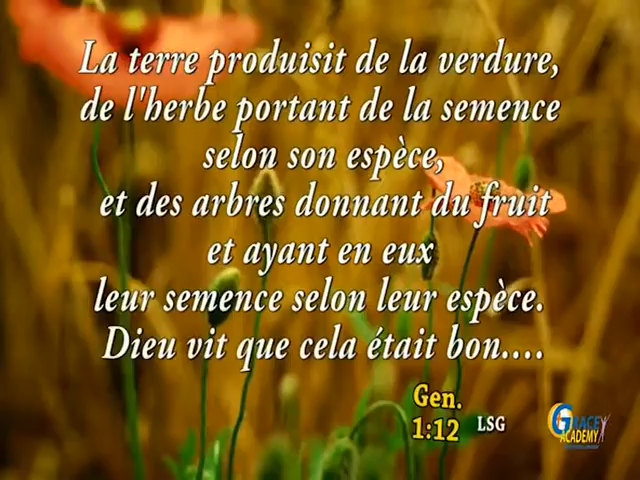 La terre produisit de la verdure,
de l'herbe portant de la semence
selon son espèce,
et des arbres donnant du fruit
et ayant en eux
leur semence selon leur espèce.
Dieu vit que cela était bon....
Gen.
1:12 LSG
GRACE
ACADEMY